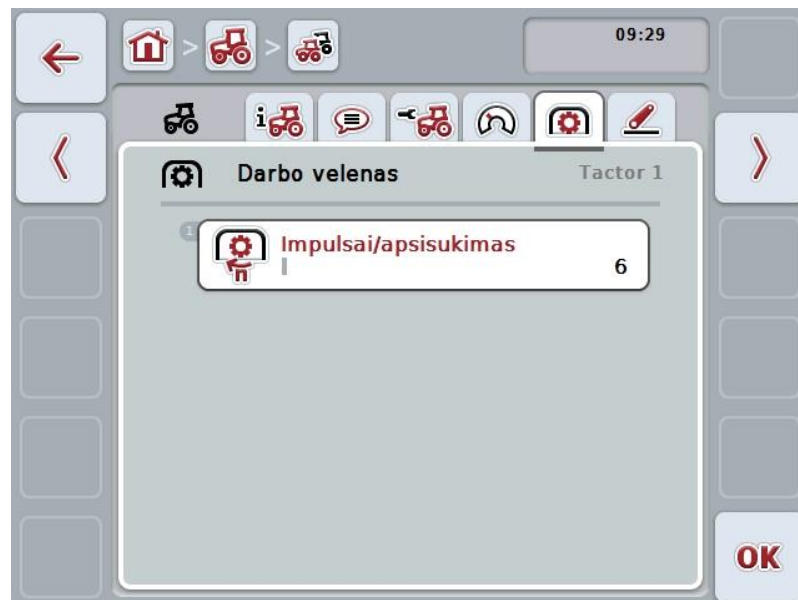 09:29
Darbo velenas
Tactor 1
1
Impulsai/apsisukimas
n
6
OK